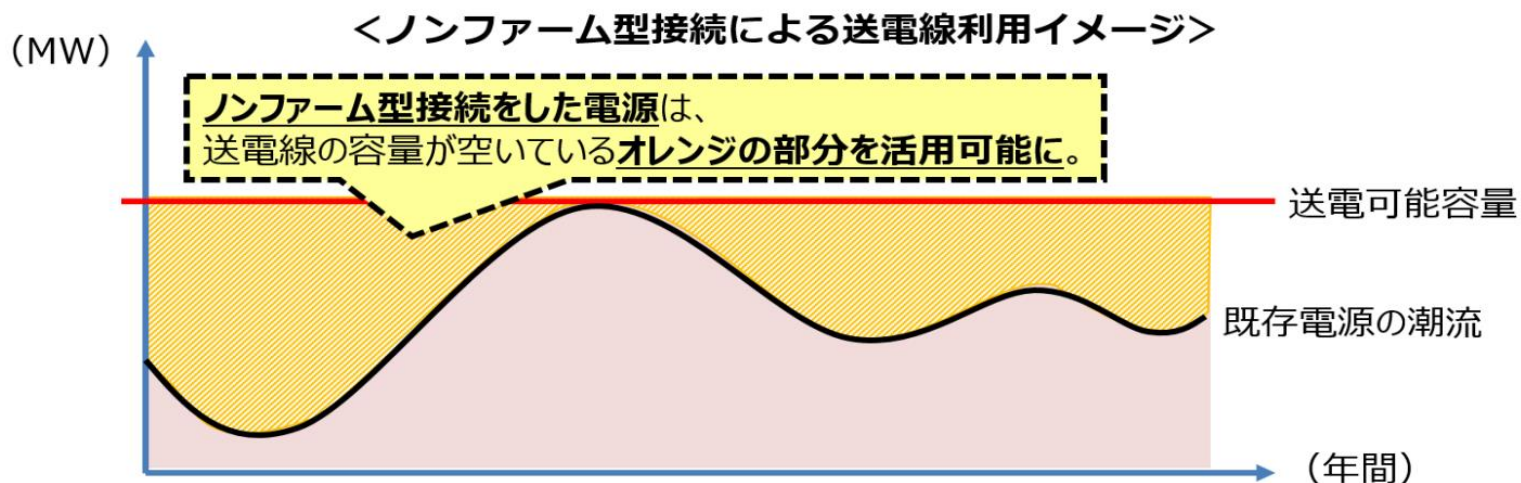 <ノンファーム型接続による送電線利用イメージ>
(MW)
ノンファーム型接続をした電源は、
送電線の容量が空いているオレンジの部分を活用可能に。
送電可能容量
既存電源の潮流
(年間)